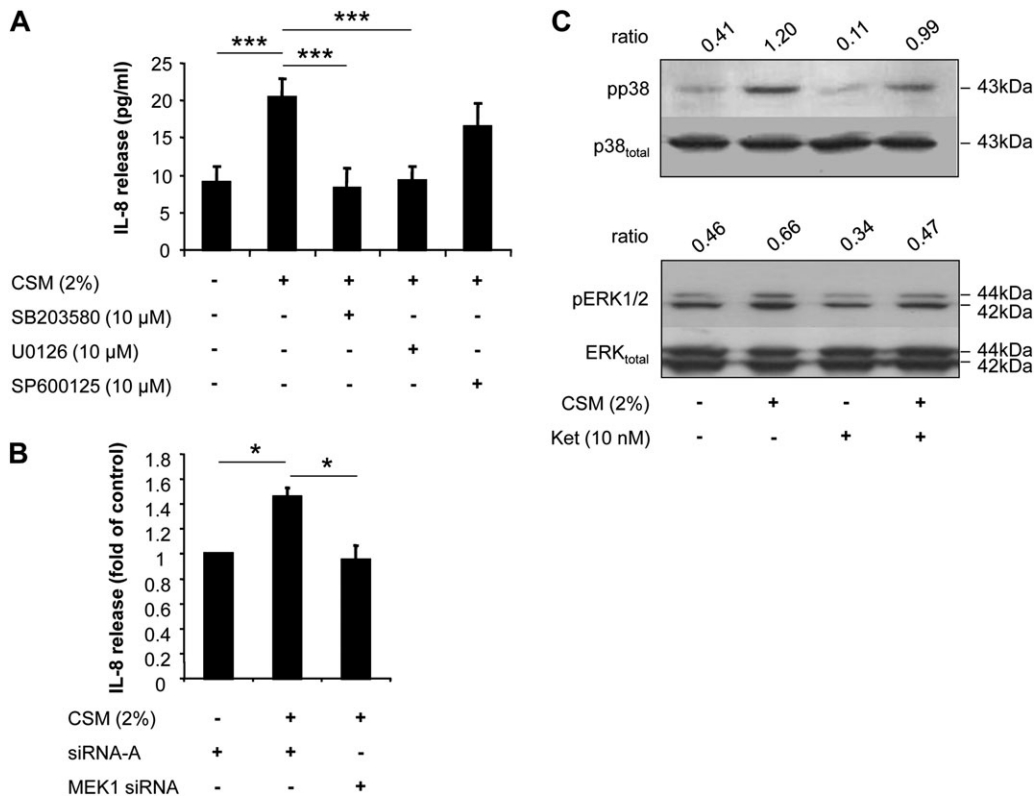 A
***
***
***
IL-8 release (pg/ml)
25
20
15
10
5
0
CSM (2%) - + + + +
SB203580 (10 µM) - - + - -
U0126 (10 µM) - - - + -
SP600125 (10 µM) - - - - +
B
*
*
IL-8 release (fold of control)
1.8
1.6
1.4
1.2
1
0.8
0.6
0.4
0.2
0
CSM (2%) - + +
siRNA-A + + -
MEK1 siRNA - - +
C
ratio 0.41 1.20 0.11 0.99
pp38 – 43kDa
p38total – 43kDa
ratio 0.46 0.66 0.34 0.47
pERK1/2 – 44kDa
– 42kDa
ERKtotal – 44kDa
– 42kDa
CSM (2%) - + - +
Ket (10 nM) - - + +